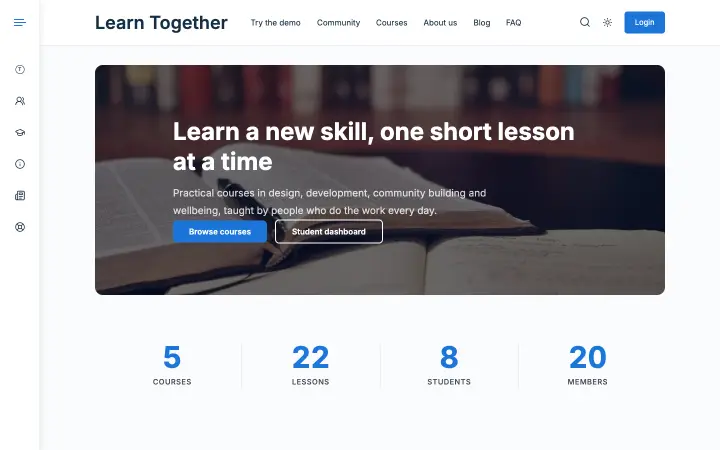 Learn Together
Try the demo
Community
Courses
About us
Blog
FAQ
Login
Learn a new skill, one short lesson
at a time
Practical courses in design, development, community building and
wellbeing, taught by people who do the work every day.
Browse courses
Student dashboard
5
COURSES
22
LESSONS
8
STUDENTS
20
MEMBERS